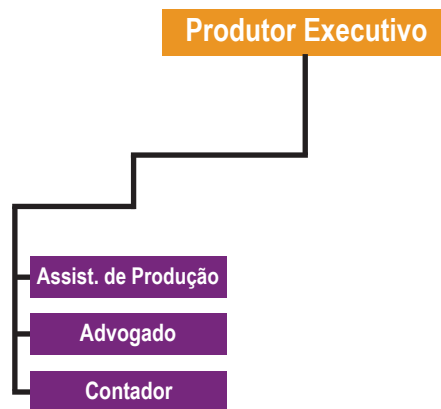 Produtor Executivo
Assist. de Produção
Advogado
Contador